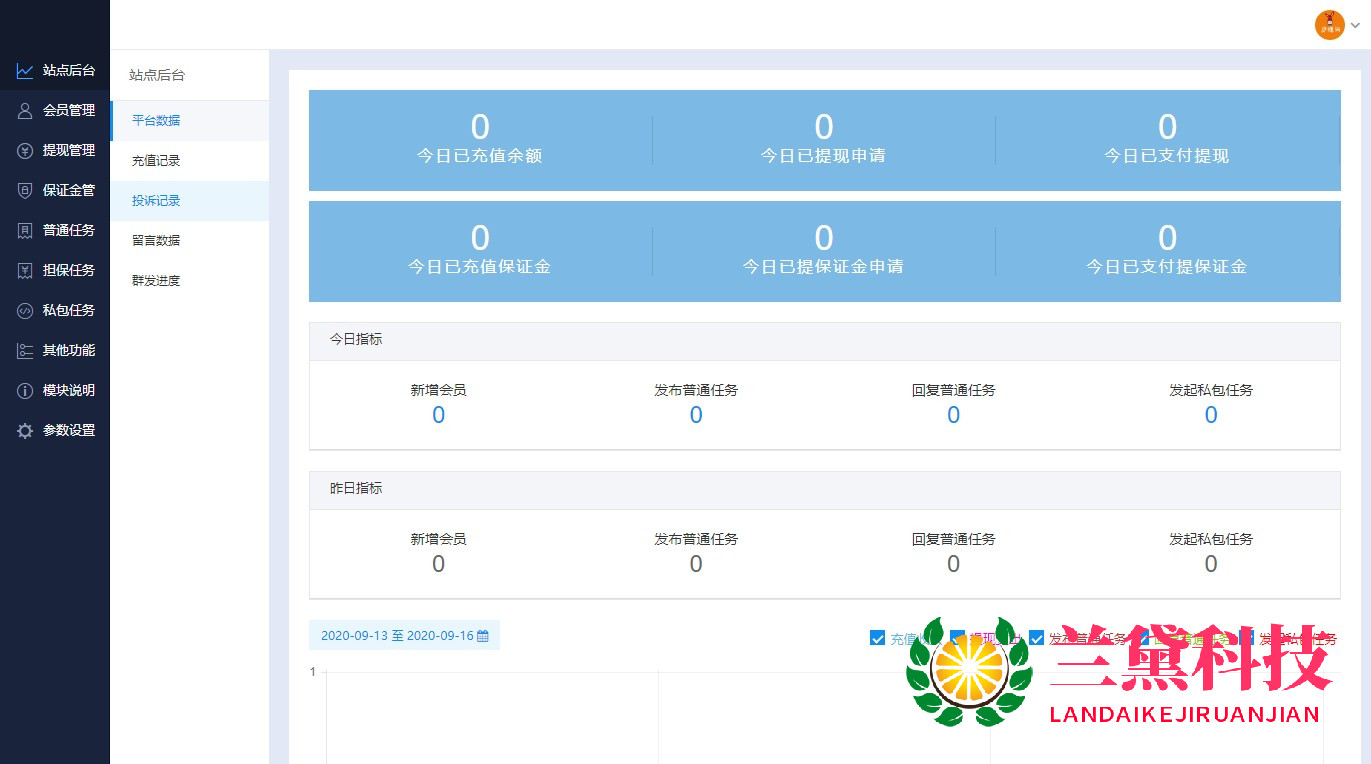 站点后台
会员管理
提现管理
保证金管
普通任务
担保任务
私包任务
其他功能
模块说明
参数设置
站点后台
平台数据
充值记录
投诉记录
留言数据
群发进度
0 0 0
今日已充值余额 今日已提现申请 今日已支付提现
0 0 0
今日已充值保证金 今日已提保证金申请 今日已支付提保证金
今日指标
新增会员 发布普通任务 回复普通任务 发起私包任务
0 0 0 0
昨日指标
新增会员 发布普通任务 回复普通任务 发起私包任务
0 0 0 0
2020-09-13 至 2020-09-16
充值 提现 发布普通任务 普通任务 发起私包任务
1
兰黛科技
LANDAIKEJIRUANJIAN